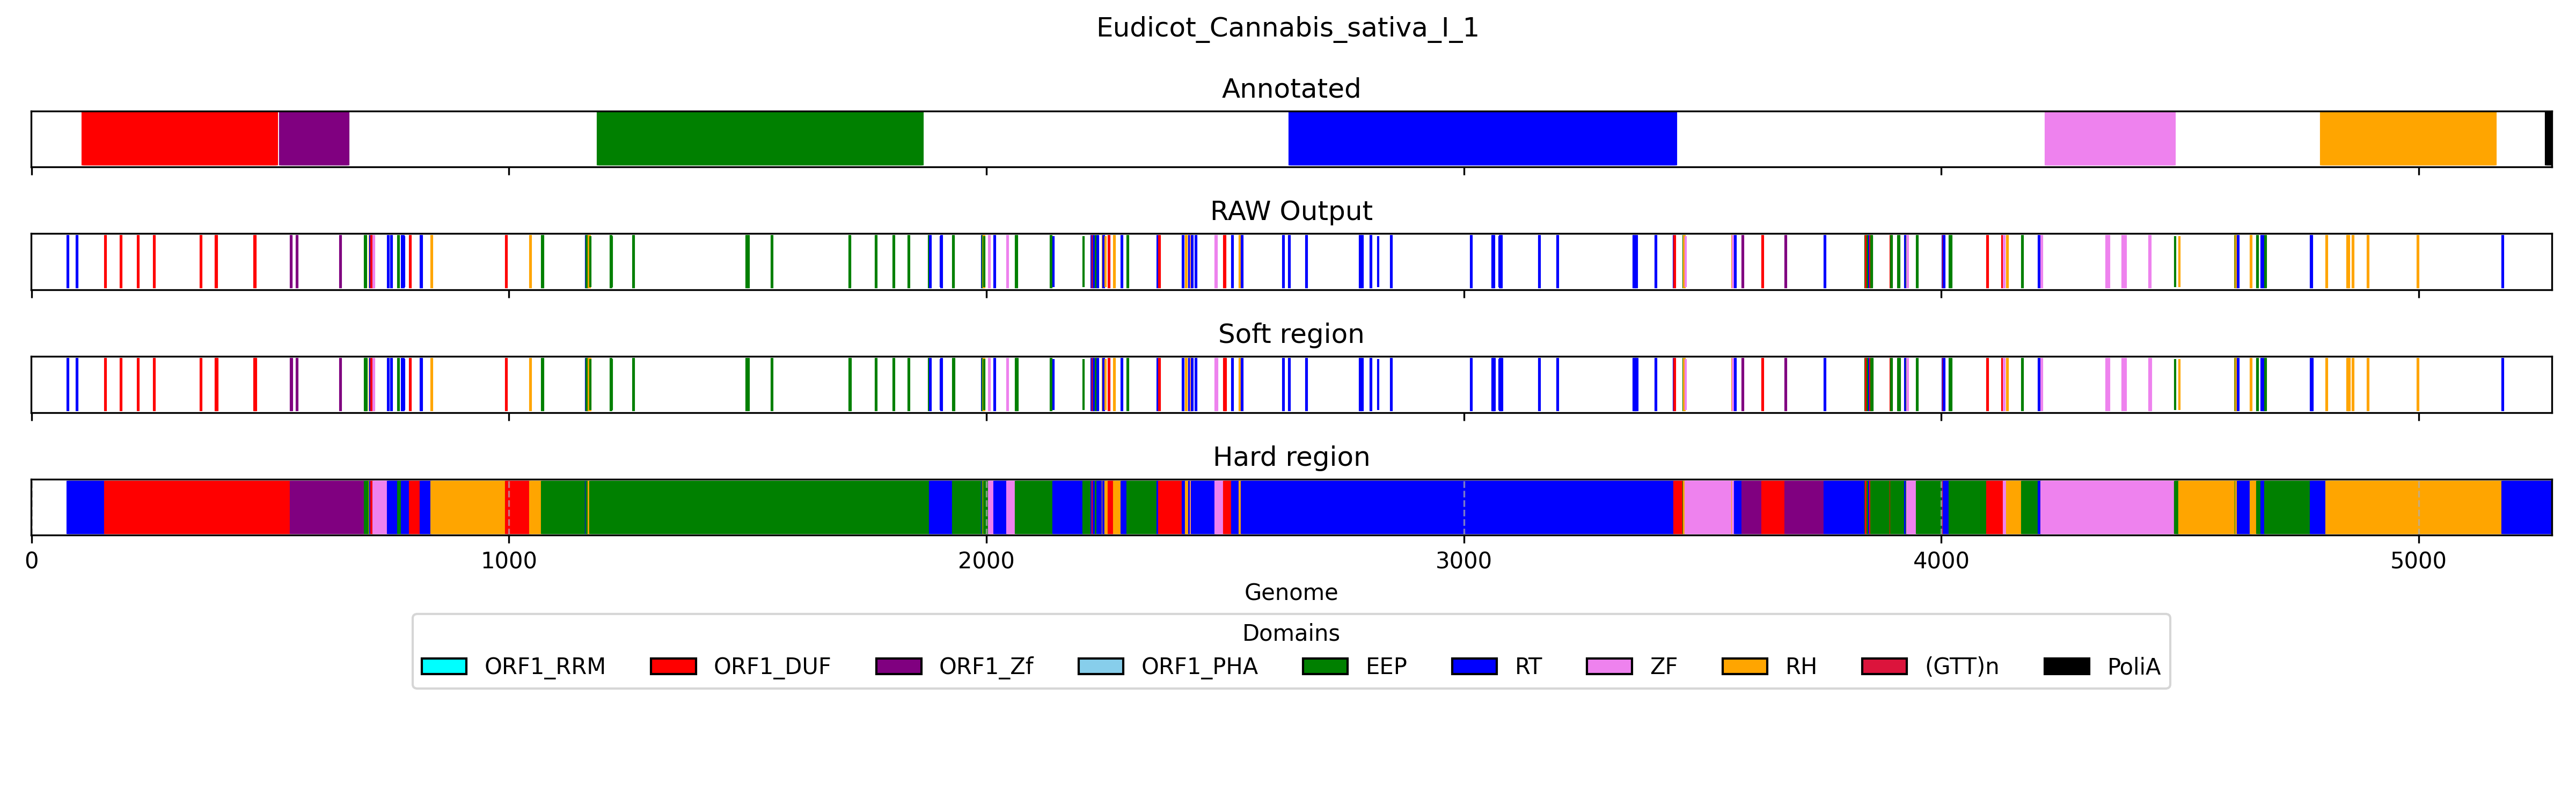 Eudicot_Cannabis_sativa_I_1
Annotated
RAW Output
Soft region
Hard region
0 1000 2000 3000 4000 5000
Genome
Domains
ORF1_RRM ORF1_DUF ORF1_Zf ORF1_PHA EEP RT ZF RH (GTT)n PoliA